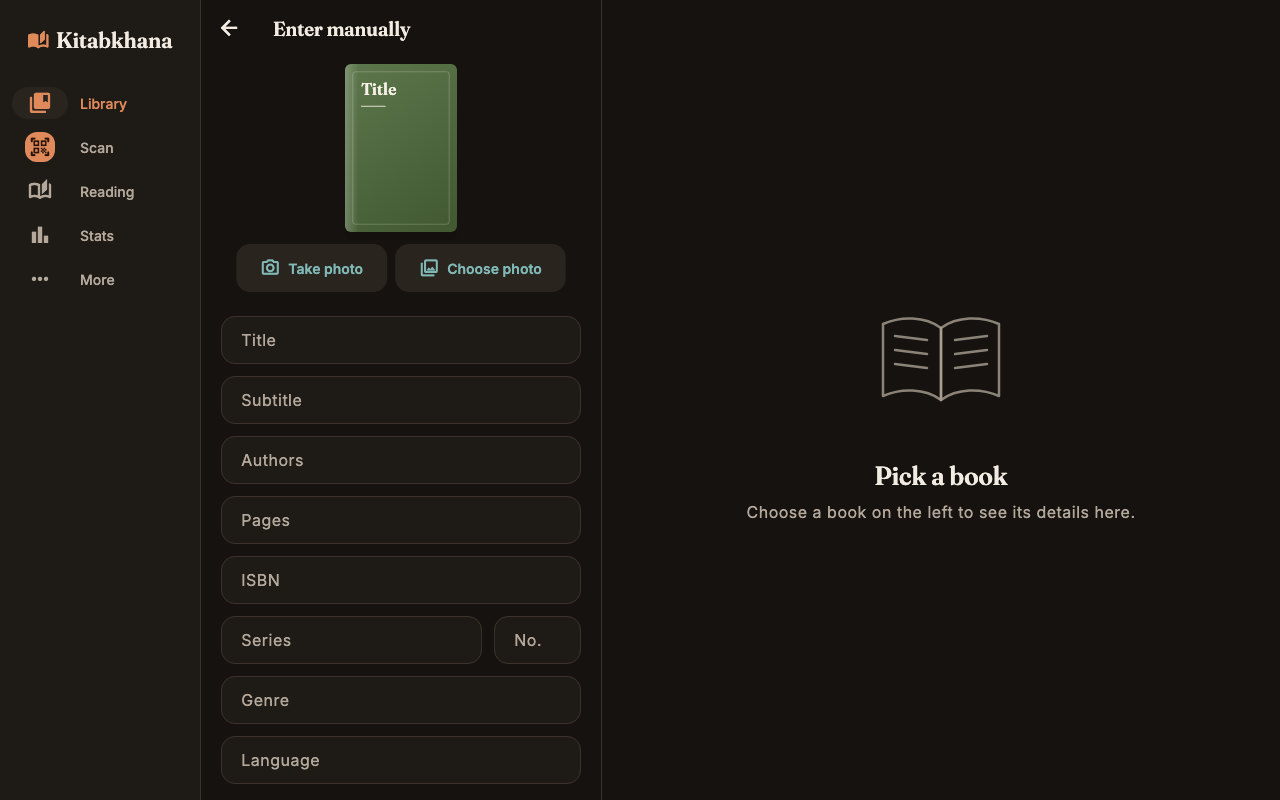 Kitabkhana
Library
Scan
Reading
Stats
More
Enter manually
Title
Take photo
Choose photo
Title
Subtitle
Authors
Pages
ISBN
Series
No.
Genre
Language
Pick a book
Choose a book on the left to see its details here.